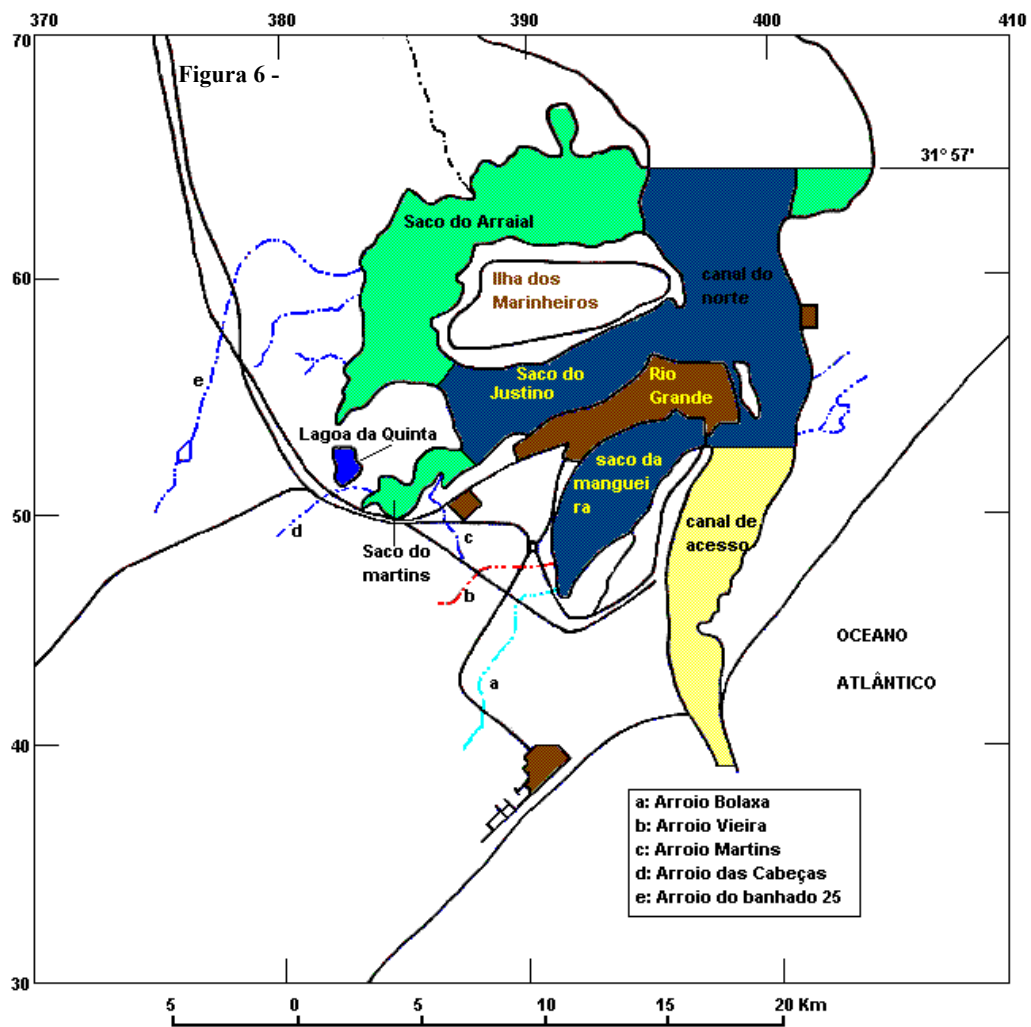 370
380
390
400
410
70
Figura 6 -
31° 57'
Saco do Arraial
60
Ilha dos
Marinheiros
canal do
norte
e
Saco do
Justino
Rio
Grande
Lagoa da Quinta
saco da
manguei
ra
50
d
c
canal de
acesso
Saco do
martins
b
OCEANO
ATLÂNTICO
a
40
a: Arroio Bolaxa
b: Arroio Vieira
c: Arroio Martins
d: Arroio das Cabeças
e: Arroio do banhado 25
30
5 0 5 10 15 20 Km